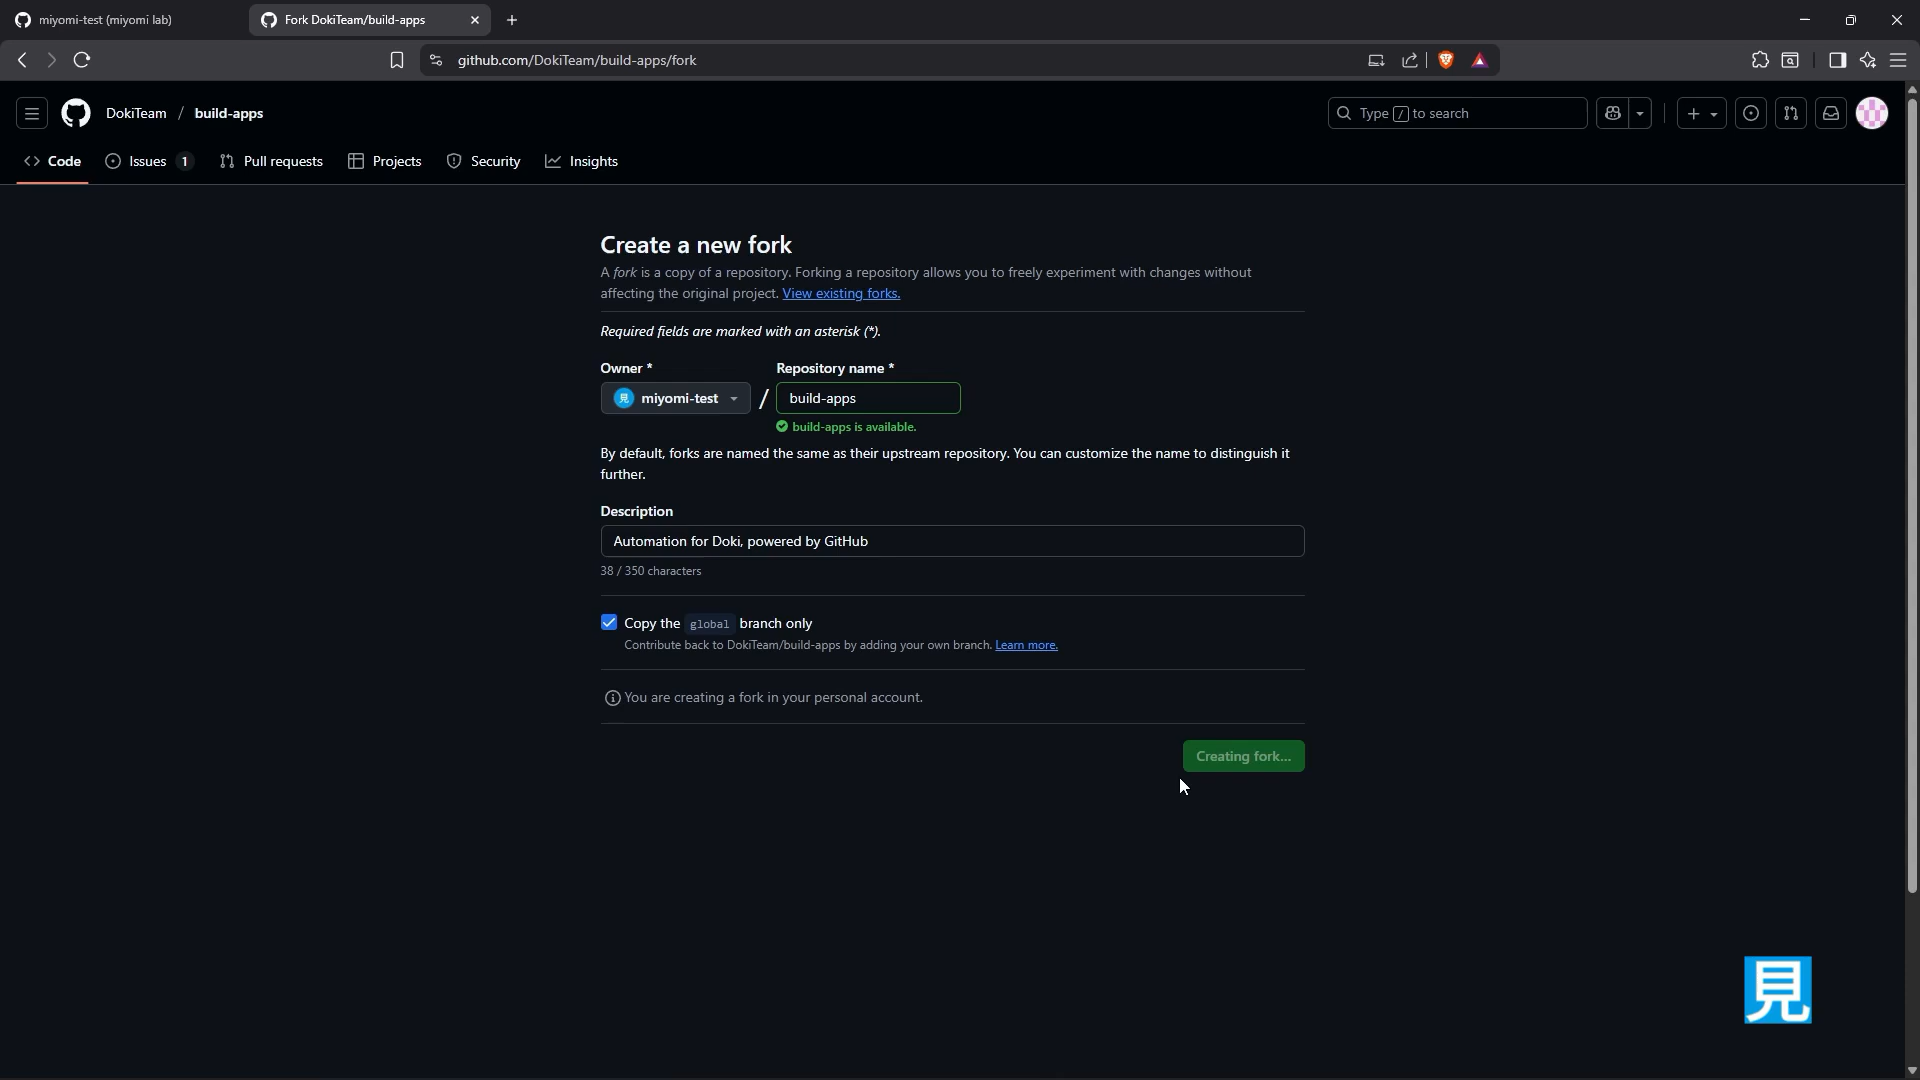 miyomi-test (miyomi lab)
Fork DokiTeam/build-apps
github.com/DokiTeam/build-apps/fork
DokiTeam / build-apps
Type / to search
Code
Issues 1
Pull requests
Projects
Security
Insights
Create a new fork
A fork is a copy of a repository. Forking a repository allows you to freely experiment with changes without
affecting the original project. View existing forks.
Required fields are marked with an asterisk (*).
Owner *
Repository name *
見 miyomi-test / build-apps
build-apps is available.
By default, forks are named the same as their upstream repository. You can customize the name to distinguish it
further.
Description
Automation for Doki, powered by GitHub
38 / 350 characters
Copy the global branch only
Contribute back to DokiTeam/build-apps by adding your own branch. Learn more.
You are creating a fork in your personal account.
Creating fork...
見